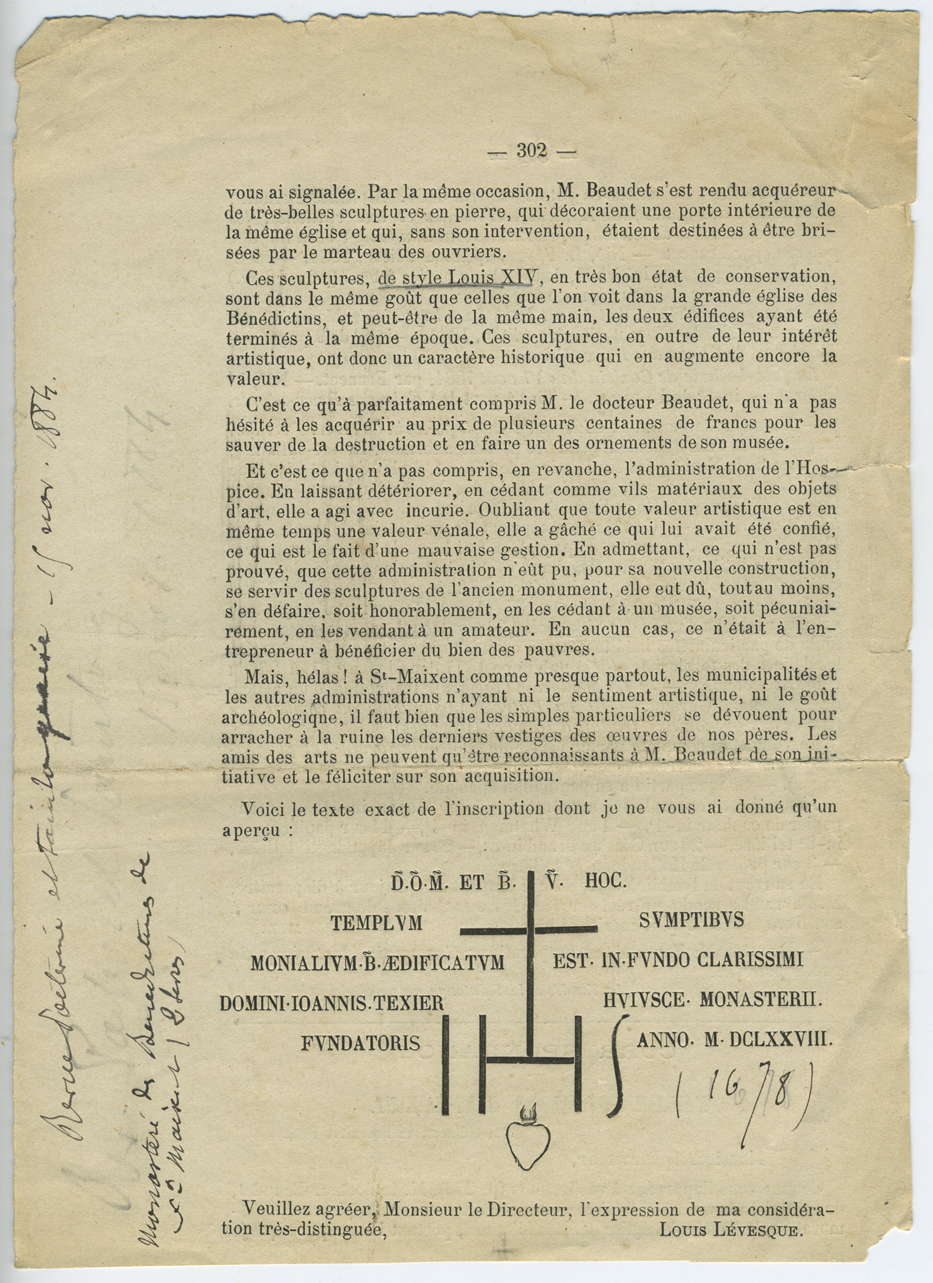 — 302 —
vous ai signalée. Par la même occasion, M. Beaudet s'est rendu acquéreur
de très-belles sculptures en pierre, qui décoraient une porte intérieure de
la même église et qui, sans son intervention, étaient destinées à être bri-
sées par le marteau des ouvriers.
Ces sculptures, de style Louis XIV, en très bon état de conservation,
sont dans le même goût que celles que l'on voit dans la grande église des
Bénédictins, et peut-être de la même main, les deux édifices ayant été
terminés à la même époque. Ces sculptures, en outre de leur intérêt
artistique, ont donc un caractère historique qui en augmente encore la
valeur.
C'est ce qu'à parfaitement compris M. le docteur Beaudet, qui n'a pas
hésité à les acquérir au prix de plusieurs centaines de francs pour les
sauver de la destruction et en faire un des ornements de son musée.
Et c'est ce que n'a pas compris, en revanche, l'administration de l'Hos-
pice. En laissant détériorer, en cédant comme vils matériaux des objets
d'art, elle a agi avec incurie. Oubliant que toute valeur artistique est en
même temps une valeur vénale, elle a gâché ce qui lui avait été confié,
ce qui est le fait d'une mauvaise gestion. En admettant, ce qui n'est pas
prouvé, que cette administration n'eût pu, pour sa nouvelle construction,
se servir des sculptures de l'ancien monument, elle eat dû, tout au moins,
s'en défaire, soit honorablement, en les cédant à un musée, soit pécuniai-
rement, en les vendant à un amateur. En aucun cas, ce n'était à l'en-
trepreneur à bénéficier du bien des pauvres.
Mais, hélas ! à St-Maixent comme presque partout, les municipalités et
les autres administrations n'ayant ni le sentiment artistique, ni le goût
archéologiqne, il faut bien que les simples particuliers se dévouent pour
arracher à la ruine les derniers vestiges des œuvres de nos pères. Les
amis des arts ne peuvent qu'être reconnaissants à M. Beaudet de son ini-
tiative et le féliciter sur son acquisition.
Voici le texte exact de l'inscription dont je ne vous ai donné qu'un
aperçu :
D̃.Õ.M̃. ET B̃. Ṽ. HOC.
TEMPLVM SVMPTIBVS
MONIALIVM·B̃·ÆDIFICATVM EST· IN·FVNDO CLARISSIMI
DOMINI·IOANNIS.TEXIER HVIVSCE· MONASTERII.
FVNDATORIS ANNO· M· DCLXXVIII.
(1678)
Veuillez agréer, Monsieur le Directeur, l'expression de ma considéra-
tion très-distinguée, LOUIS LÉVESQUE.
Revue Poitevine et Saintongeaise - 15 nov. 1884.
Monastère des Bénédictines de
St Maixent (2 Sèvres)